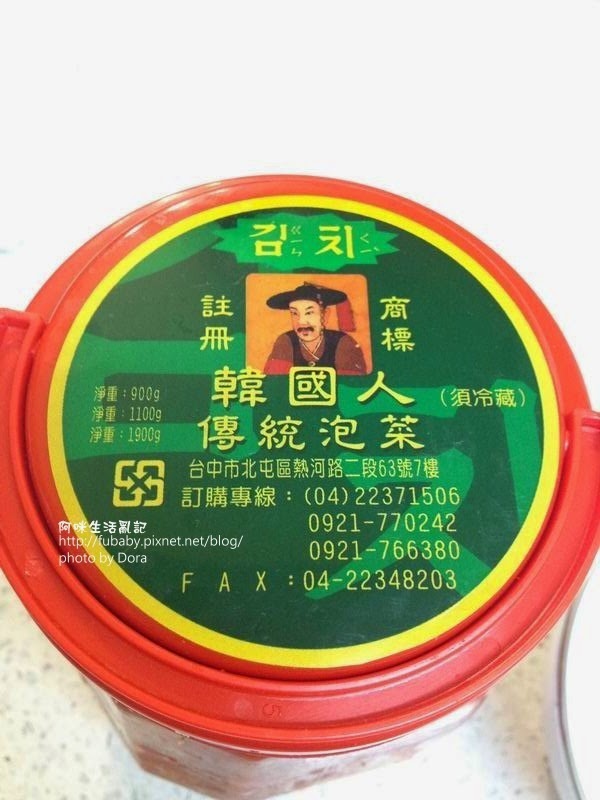 김치
ㄍㄧㄣ ㄑㄧ
註冊 商標
韓國人
(須冷藏)
傳統泡菜
淨重:900g
淨重:1100g
淨重:1900g
台中市北屯區熱河路二段63號7樓
訂購專線:(04)22371506
0921-770242
0921-766380
FAX:04-22348203
阿咪生活亂記
http://fubaby.pixnet.net/blog/
photo by Dora